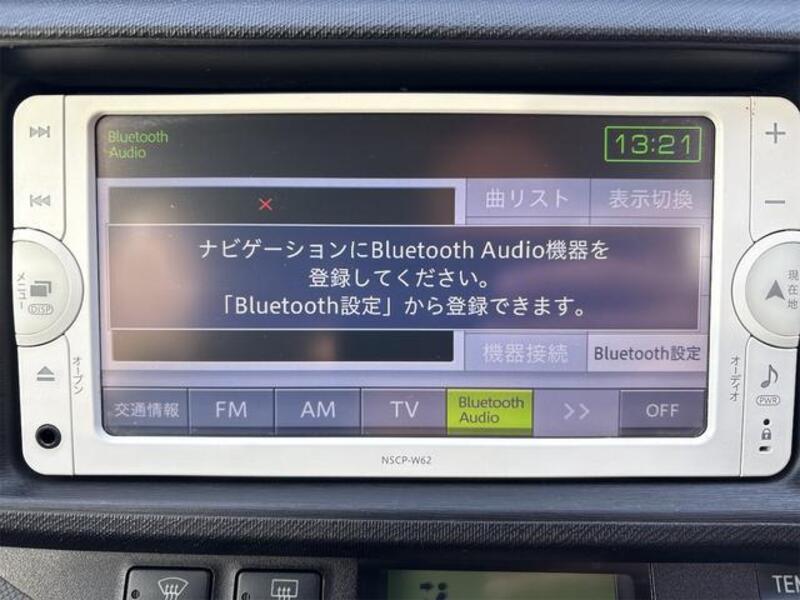 Bluetooth
Audio
13:21
曲リスト
表示切換
ナビゲーションにBluetooth Audio機器を
登録してください。
「Bluetooth設定」から登録できます。
機器接続
Bluetooth設定
交通情報
FM
AM
TV
Bluetooth
Audio
>>
OFF
メニュー
DISP
オープン
現在地
オーディオ
PWR
NSCP-W62
TEM